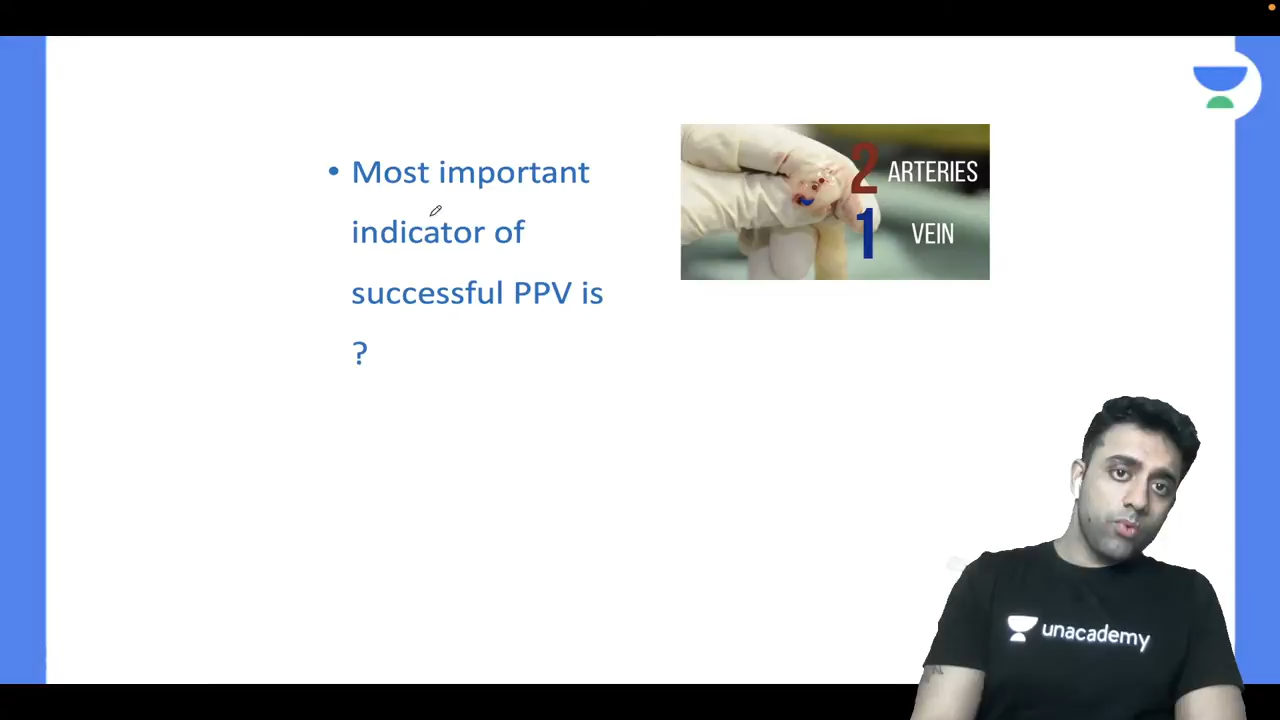 • Most important
indicator of
successful PPV is
?
2 ARTERIES
1 VEIN
unacademy